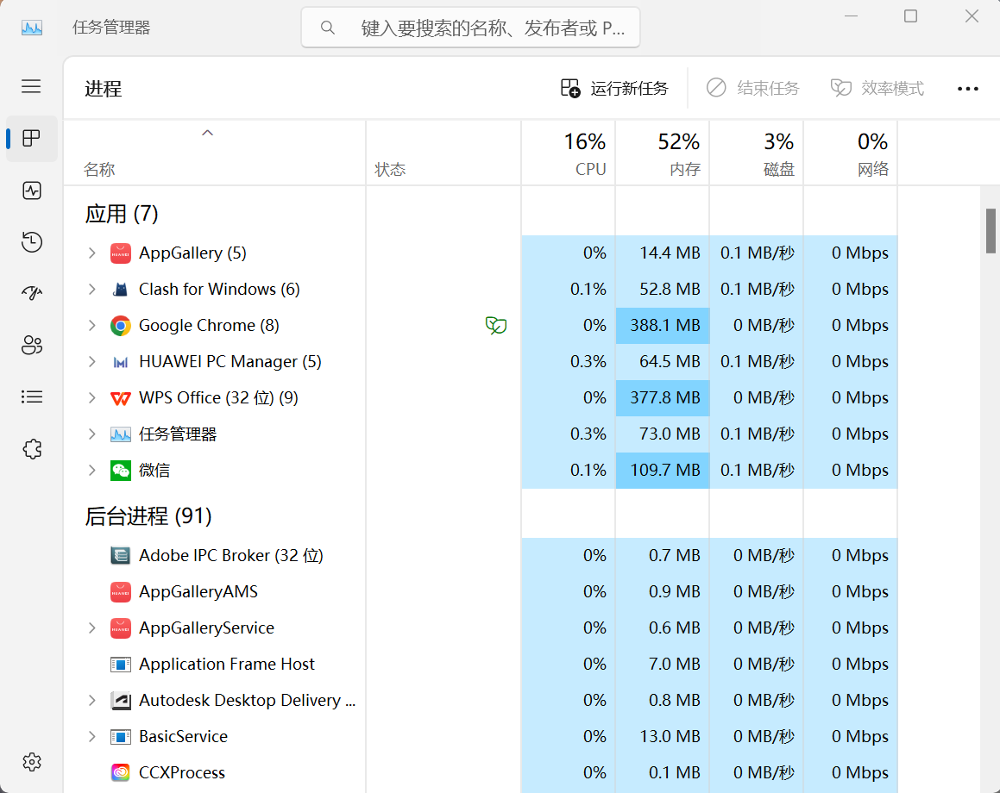 任务管理器
键入要搜索的名称、发布者或 P...
进程
运行新任务 结束任务 效率模式
16% 52% 3% 0%
名称 状态 CPU 内存 磁盘 网络
应用 (7)
AppGallery (5) 0% 14.4 MB 0.1 MB/秒 0 Mbps
Clash for Windows (6) 0.1% 52.8 MB 0.1 MB/秒 0 Mbps
Google Chrome (8) 0% 388.1 MB 0 MB/秒 0 Mbps
HUAWEI PC Manager (5) 0.3% 64.5 MB 0.1 MB/秒 0 Mbps
WPS Office (32 位) (9) 0% 377.8 MB 0 MB/秒 0 Mbps
任务管理器 0.3% 73.0 MB 0.1 MB/秒 0 Mbps
微信 0.1% 109.7 MB 0.1 MB/秒 0 Mbps
后台进程 (91)
Adobe IPC Broker (32 位) 0% 0.7 MB 0 MB/秒 0 Mbps
AppGalleryAMS 0% 0.9 MB 0 MB/秒 0 Mbps
AppGalleryService 0% 0.6 MB 0 MB/秒 0 Mbps
Application Frame Host 0% 7.0 MB 0 MB/秒 0 Mbps
Autodesk Desktop Delivery ... 0% 0.8 MB 0 MB/秒 0 Mbps
BasicService 0% 13.0 MB 0 MB/秒 0 Mbps
CCXProcess 0% 0.1 MB 0 MB/秒 0 Mbps